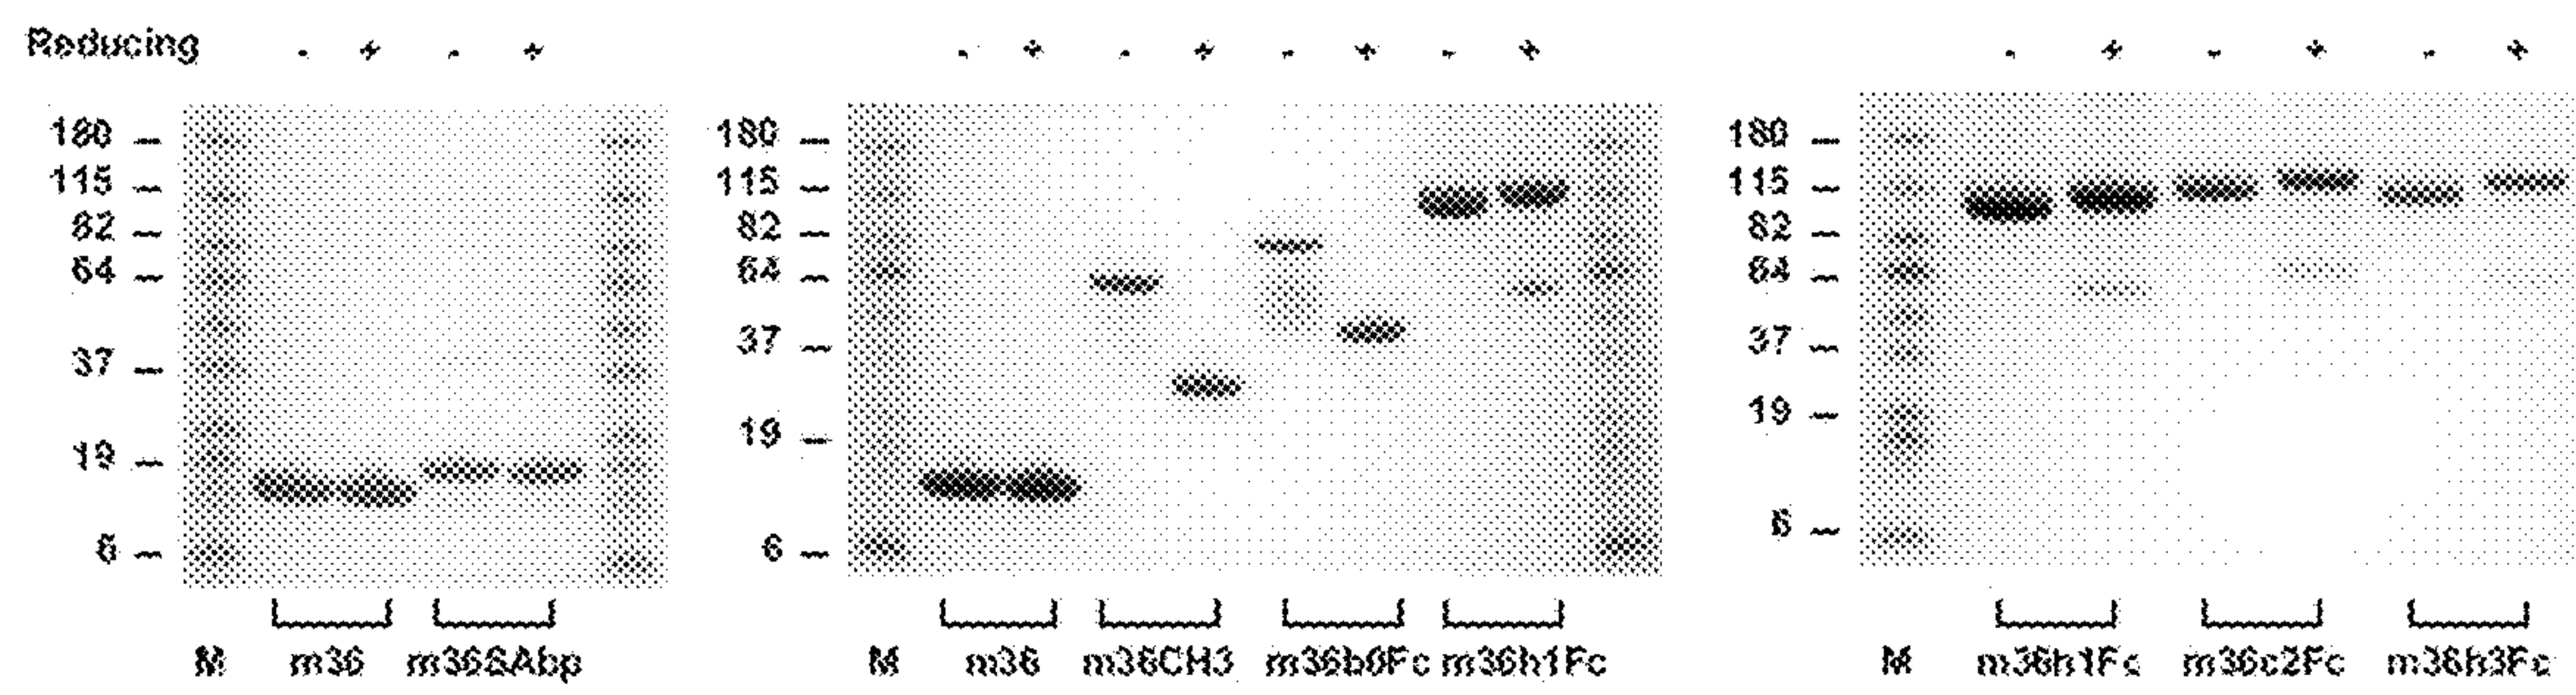 Reducing - + - + - + - + - + - + - + - + - +
180 180 180
115 115 115
82 82 82
64 64 64
37 37 37
19 19 19
6 6 6
M m36 m36SAbp M m36 m36CH3 m36b0Fc m36h1Fc M m36h1Fc m36c2Fc m36h3Fc